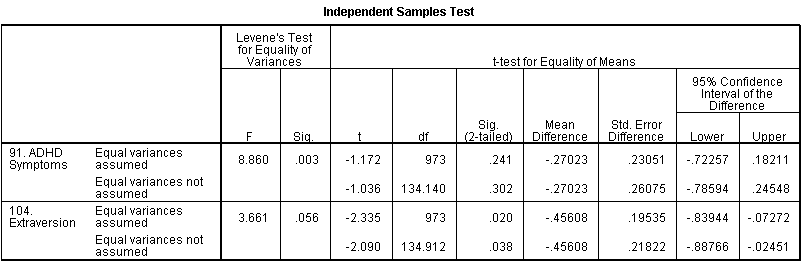 Independent Samples Test
Levene's Test
for Equality of
Variances
t-test for Equality of Means
95% Confidence
Interval of the
Difference
F Sig. t df Sig.
(2-tailed) Mean
Difference Std. Error
Difference Lower Upper
91. ADHD
Symptoms Equal variances
assumed 8.860 .003 -1.172 973 .241 -.27023 .23051 -.72257 .18211
Equal variances not
assumed -1.036 134.140 .302 -.27023 .26075 -.78594 .24548
104.
Extraversion Equal variances
assumed 3.661 .056 -2.335 973 .020 -.45608 .19535 -.83944 -.07272
Equal variances not
assumed -2.090 134.912 .038 -.45608 .21822 -.88766 -.02451